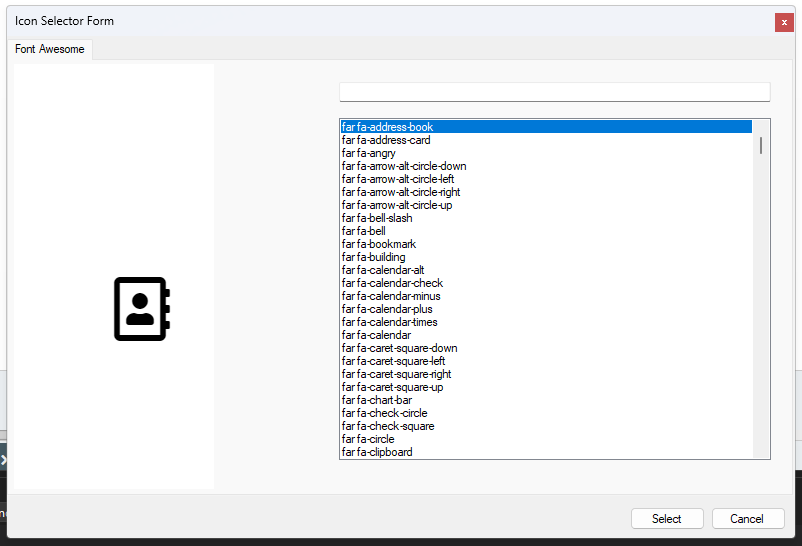 Icon Selector Form
x
Font Awesome
far fa-address-book
far fa-address-card
far fa-angry
far fa-arrow-alt-circle-down
far fa-arrow-alt-circle-left
far fa-arrow-alt-circle-right
far fa-arrow-alt-circle-up
far fa-bell-slash
far fa-bell
far fa-bookmark
far fa-building
far fa-calendar-alt
far fa-calendar-check
far fa-calendar-minus
far fa-calendar-plus
far fa-calendar-times
far fa-calendar
far fa-caret-square-down
far fa-caret-square-left
far fa-caret-square-right
far fa-caret-square-up
far fa-chart-bar
far fa-check-circle
far fa-check-square
far fa-circle
far fa-clipboard
Select
Cancel